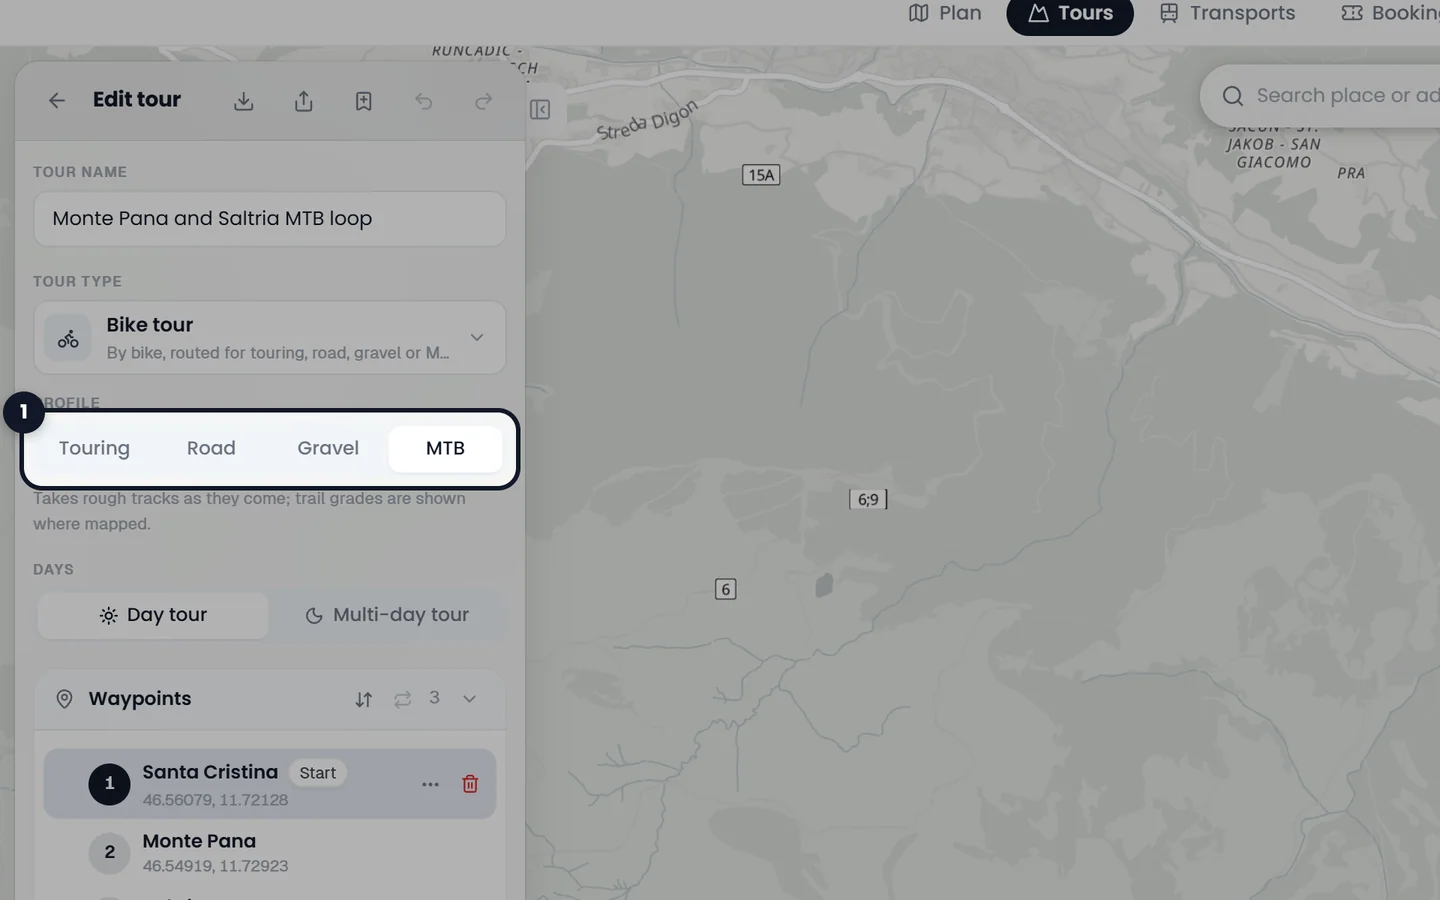 Plan
Tours
Transports
RUNCADIC -
Edit tour
Search place or ad
Streda Digon
15A
JAKOB - SAN
GIACOMO
PRA
TOUR NAME
Monte Pana and Saltria MTB loop
TOUR TYPE
Bike tour
By bike, routed for touring, road, gravel or M...
1
Touring
Road
Gravel
MTB
Takes rough tracks as they come; trail grades are shown
where mapped.
6;9
DAYS
6
Day tour
Multi-day tour
Waypoints
3
1
Santa Cristina
Start
46.56079, 11.72128
2
Monte Pana
46.54919, 11.72923